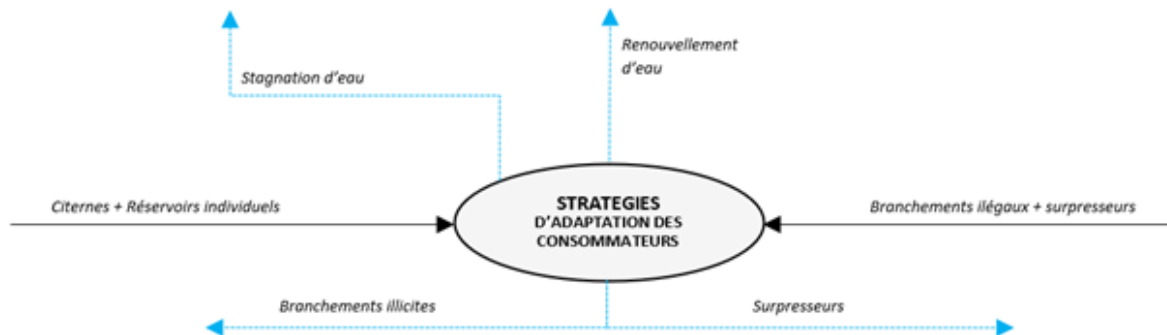 Renouvellement
d'eau
Stagnation d'eau
Citernes + Réservoirs individuels
STRATEGIES
D'ADAPTATION DES
CONSOMMATEURS
Branchements ilégaux + surpresseurs
Branchements illicites
Surpresseurs